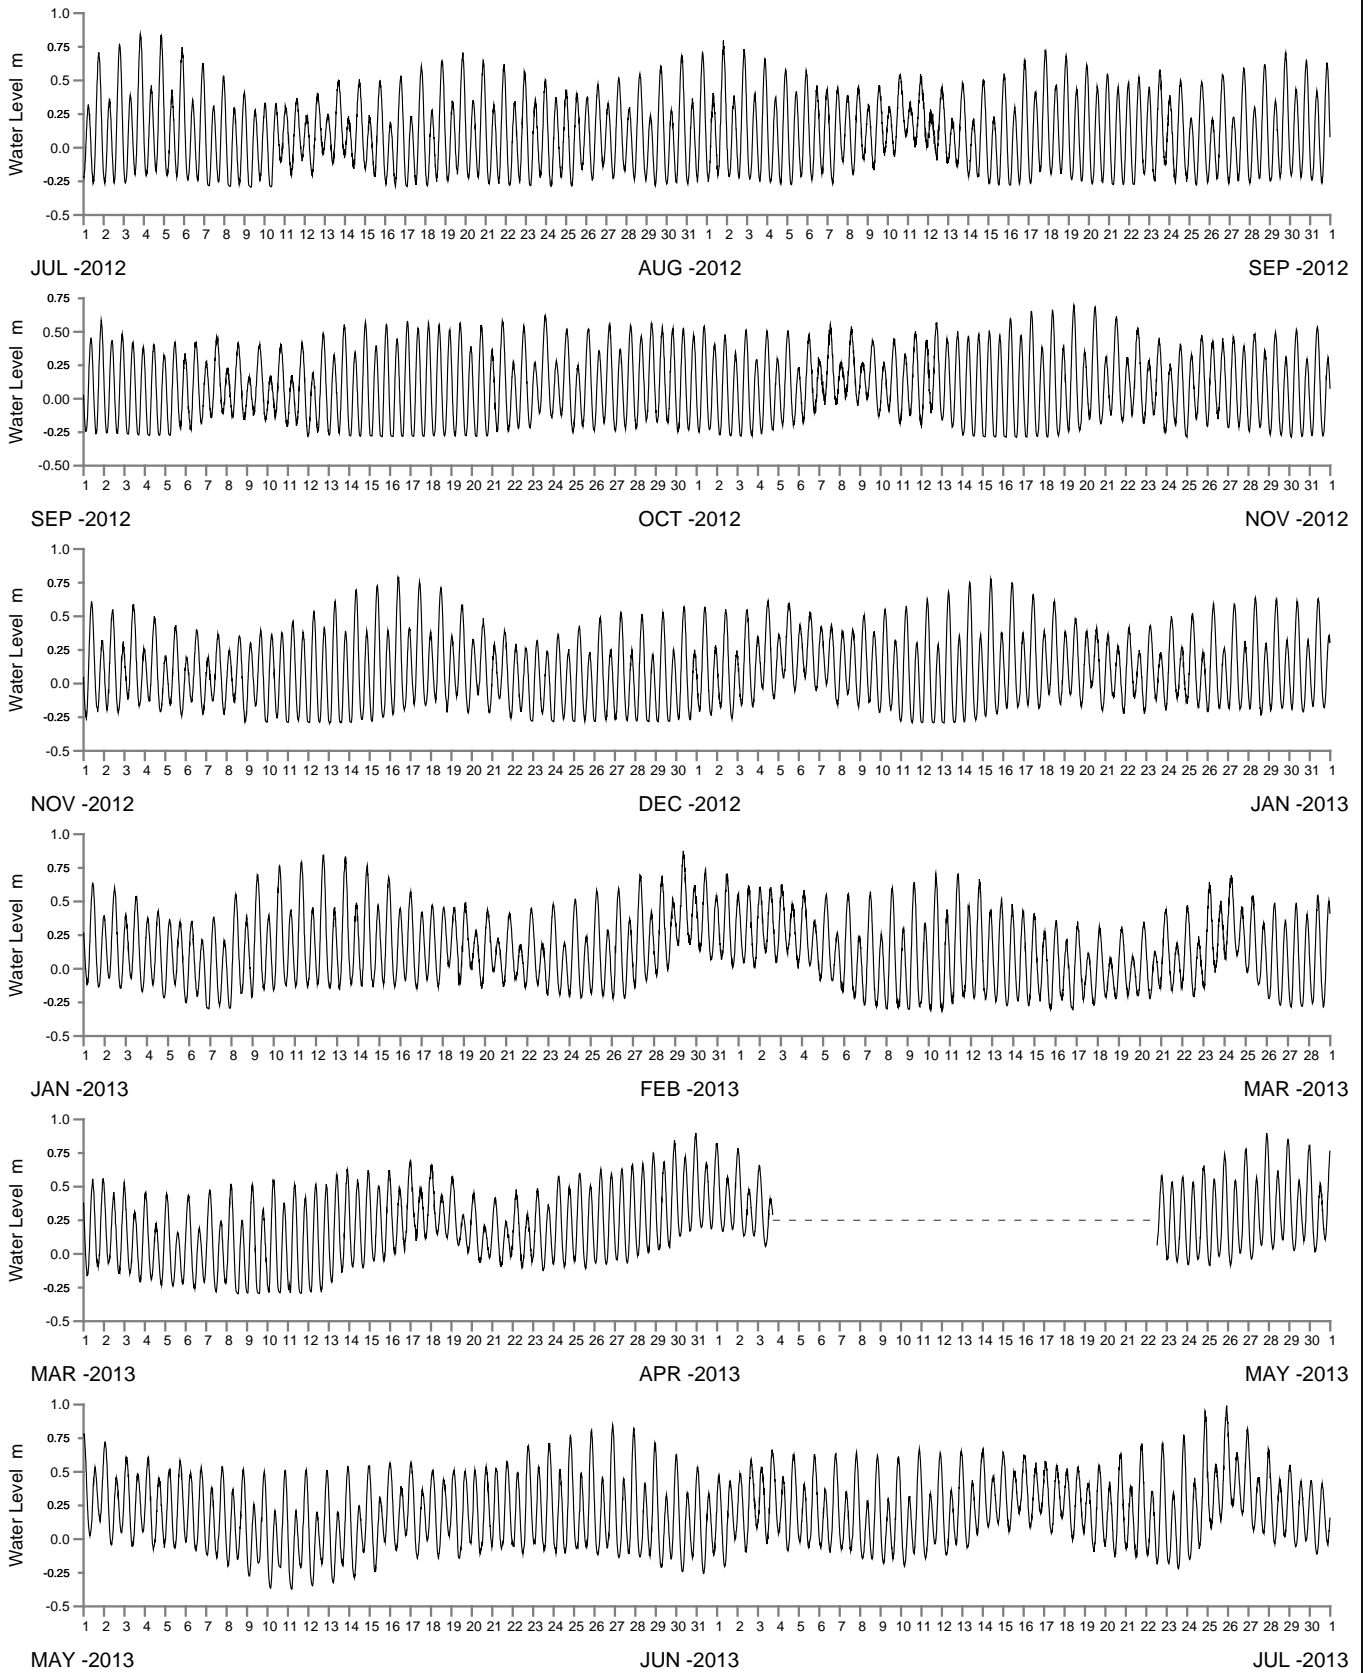 1.0
0.75
0.5
0.25
0.0
-0.25
-0.5
Water Level m
1 2 3 4 5 6 7 8 9 10 11 12 13 14 15 16 17 18 19 20 21 22 23 24 25 26 27 28 29 30 31 1 2 3 4 5 6 7 8 9 10 11 12 13 14 15 16 17 18 19 20 21 22 23 24 25 26 27 28 29 30 31 1
JUL -2012 AUG -2012 SEP -2012
0.75
0.50
0.25
0.00
-0.25
-0.50
Water Level m
1 2 3 4 5 6 7 8 9 10 11 12 13 14 15 16 17 18 19 20 21 22 23 24 25 26 27 28 29 30 1 2 3 4 5 6 7 8 9 10 11 12 13 14 15 16 17 18 19 20 21 22 23 24 25 26 27 28 29 30 31 1
SEP -2012 OCT -2012 NOV -2012
1.0
0.75
0.5
0.25
0.0
-0.25
-0.5
Water Level m
1 2 3 4 5 6 7 8 9 10 11 12 13 14 15 16 17 18 19 20 21 22 23 24 25 26 27 28 29 30 1 2 3 4 5 6 7 8 9 10 11 12 13 14 15 16 17 18 19 20 21 22 23 24 25 26 27 28 29 30 31 1
NOV -2012 DEC -2012 JAN -2013
1.0
0.75
0.5
0.25
0.0
-0.25
-0.5
Water Level m
1 2 3 4 5 6 7 8 9 10 11 12 13 14 15 16 17 18 19 20 21 22 23 24 25 26 27 28 29 30 31 1 2 3 4 5 6 7 8 9 10 11 12 13 14 15 16 17 18 19 20 21 22 23 24 25 26 27 28 1
JAN -2013 FEB -2013 MAR -2013
1.0
0.75
0.5
0.25
0.0
-0.25
-0.5
Water Level m
1 2 3 4 5 6 7 8 9 10 11 12 13 14 15 16 17 18 19 20 21 22 23 24 25 26 27 28 29 30 31 1 2 3 4 5 6 7 8 9 10 11 12 13 14 15 16 17 18 19 20 21 22 23 24 25 26 27 28 29 30 1
MAR -2013 APR -2013 MAY -2013
1.0
0.75
0.5
0.25
0.0
-0.25
-0.5
Water Level m
1 2 3 4 5 6 7 8 9 10 11 12 13 14 15 16 17 18 19 20 21 22 23 24 25 26 27 28 29 30 31 1 2 3 4 5 6 7 8 9 10 11 12 13 14 15 16 17 18 19 20 21 22 23 24 25 26 27 28 29 30 1
MAY -2013 JUN -2013 JUL -2013